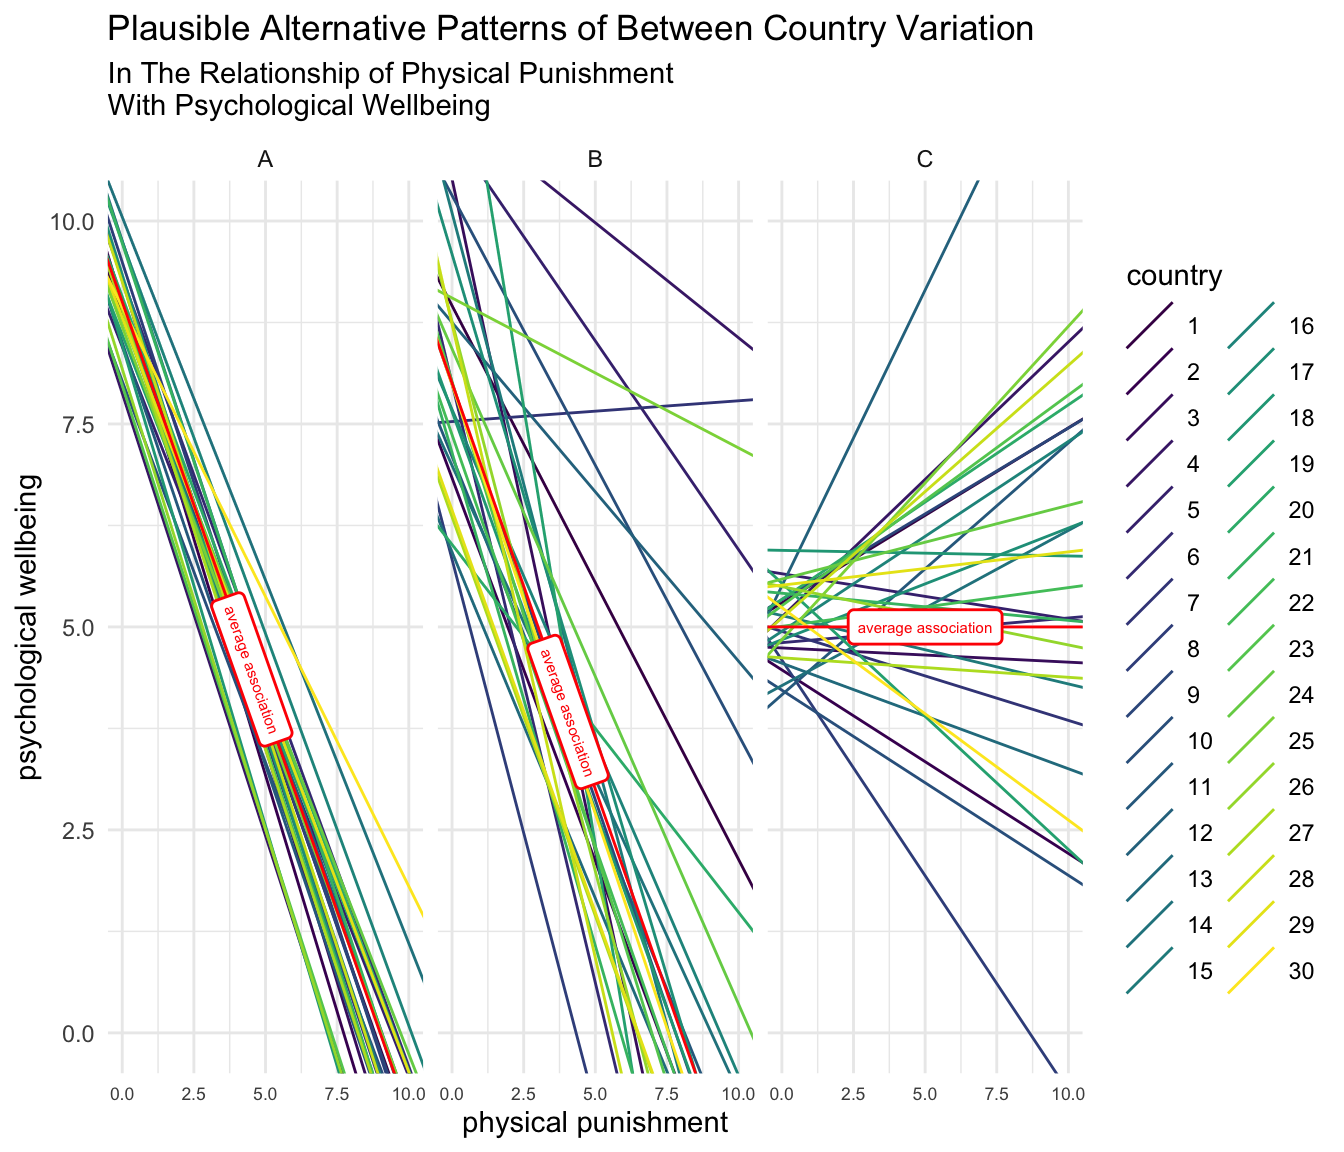 Plausible Alternative Patterns of Between Country Variation
In The Relationship of Physical Punishment
With Psychological Wellbeing
A
B
C
10.0
7.5
5.0
2.5
0.0
psychological wellbeing
average association
average association
average association
0.0 2.5 5.0 7.5 10.0
0.0 2.5 5.0 7.5 10.0
0.0 2.5 5.0 7.5 10.0
physical punishment
country
1 16
2 17
3 18
4 19
5 20
6 21
7 22
8 23
9 24
10 25
11 26
12 27
13 28
14 29
15 30